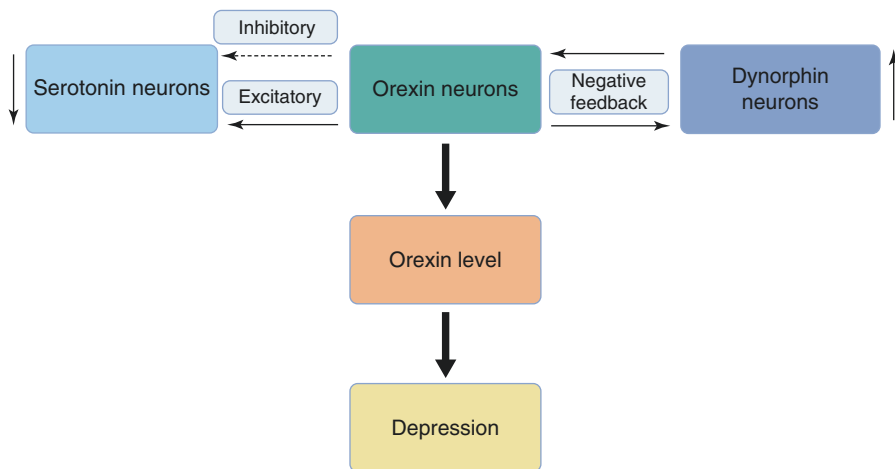 Inhibitory
Serotonin neurons
Excitatory
Orexin neurons
Negative
feedback
Dynorphin
neurons
Orexin level
Depression